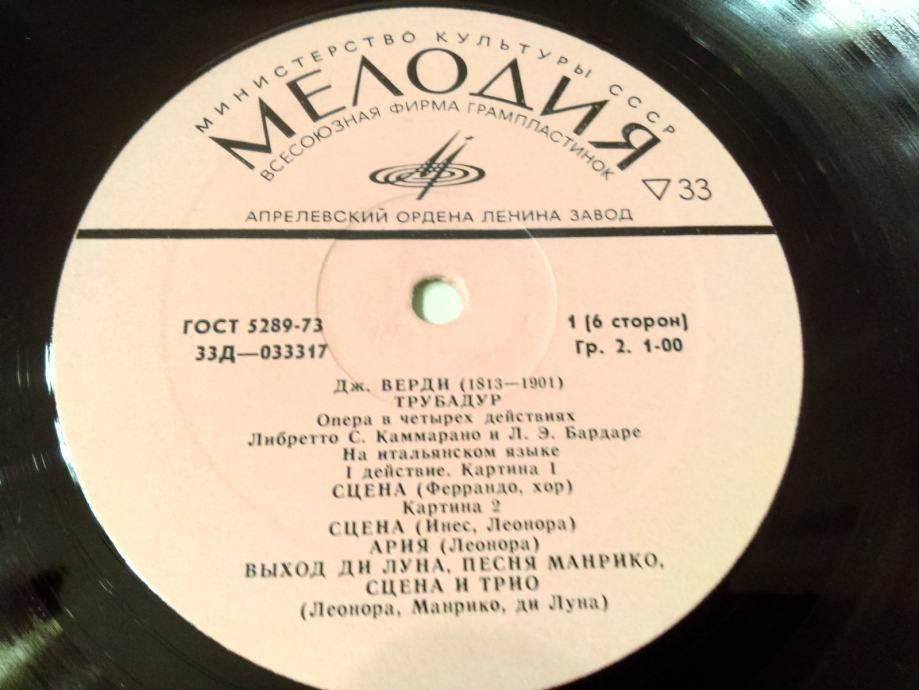 МИНИСТЕРСТВО КУЛЬТУРЫ СССР
МЕЛОДИЯ
ВСЕСОЮЗНАЯ ФИРМА ГРАМПЛАСТИНОК
33
АПРЕЛЕВСКИЙ ОРДЕНА ЛЕНИНА ЗАВОД
ГОСТ 5289-73
33Д—033317
1 (6 сторон)
Гр. 2. 1-00
Дж. ВЕРДИ (1813—1901)
ТРУБАДУР
Опера в четырех действиях
Либретто С. Каммарано и Л. Э. Бардаре
На итальянском языке
I действие. Картина 1
СЦЕНА (Феррандо, хор)
Картина 2
СЦЕНА (Инес, Леонора)
АРИЯ (Леонора)
ВЫХОД ДИ ЛУНА, ПЕСНЯ МАНРИКО,
СЦЕНА И ТРИО
(Леонора, Манрико, ди Луна)